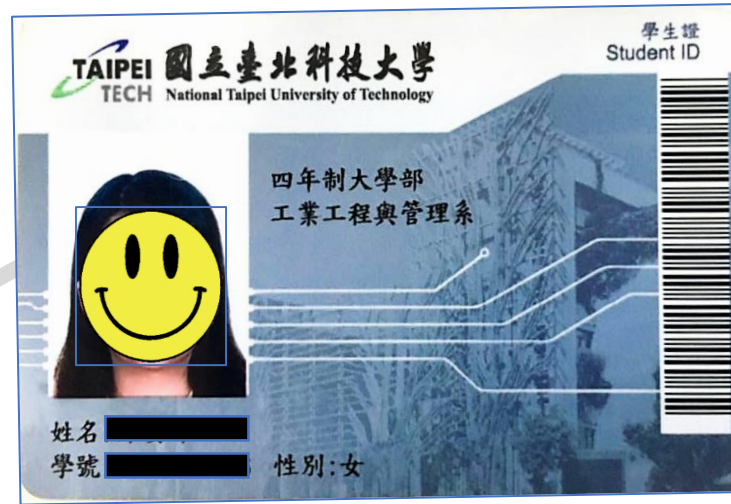 TAIPEI TECH
國立臺北科技大學
National Taipei University of Technology
學生證
Student ID
四年制大學部
工業工程與管理系
姓名
學號
性別:女